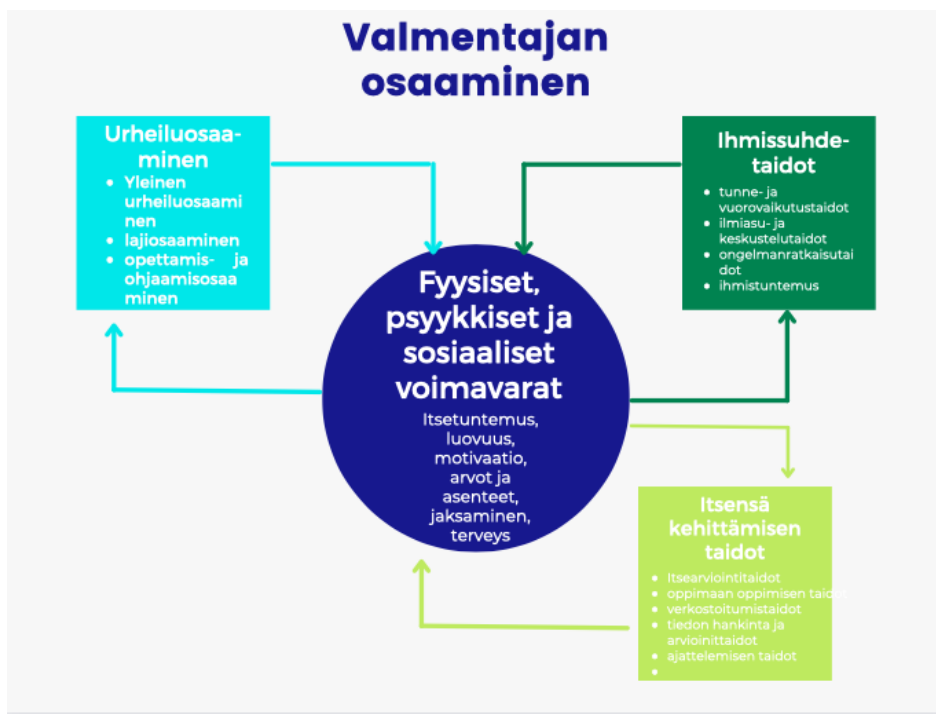 Valmentajan
osaaminen
Urheiluosaa-
minen
Yleinen
urheiluosaami
nen
lajiosaaminen
opettamis- ja
ohjaamisosaa
minen
Ihmissuhde-
taidot
tunne- ja
vuorovaikutustaidot
ilmiasu- ja
keskustelutaidot
ongelmanratkaisutai
dot
ihmistuntemus
Fyysiset,
psyykkiset ja
sosiaaliset
voimavarat
Itsetuntemus,
luovuus,
motivaatio,
arvot ja
asenteet,
jaksaminen,
terveys
Itsensä
kehittämisen
taidot
Itsearviointitaidot
oppimaan oppimisen taidot
verkostoitumistaidot
tiedon hankinta ja
arvioinittaidot
ajattelemisen taidot